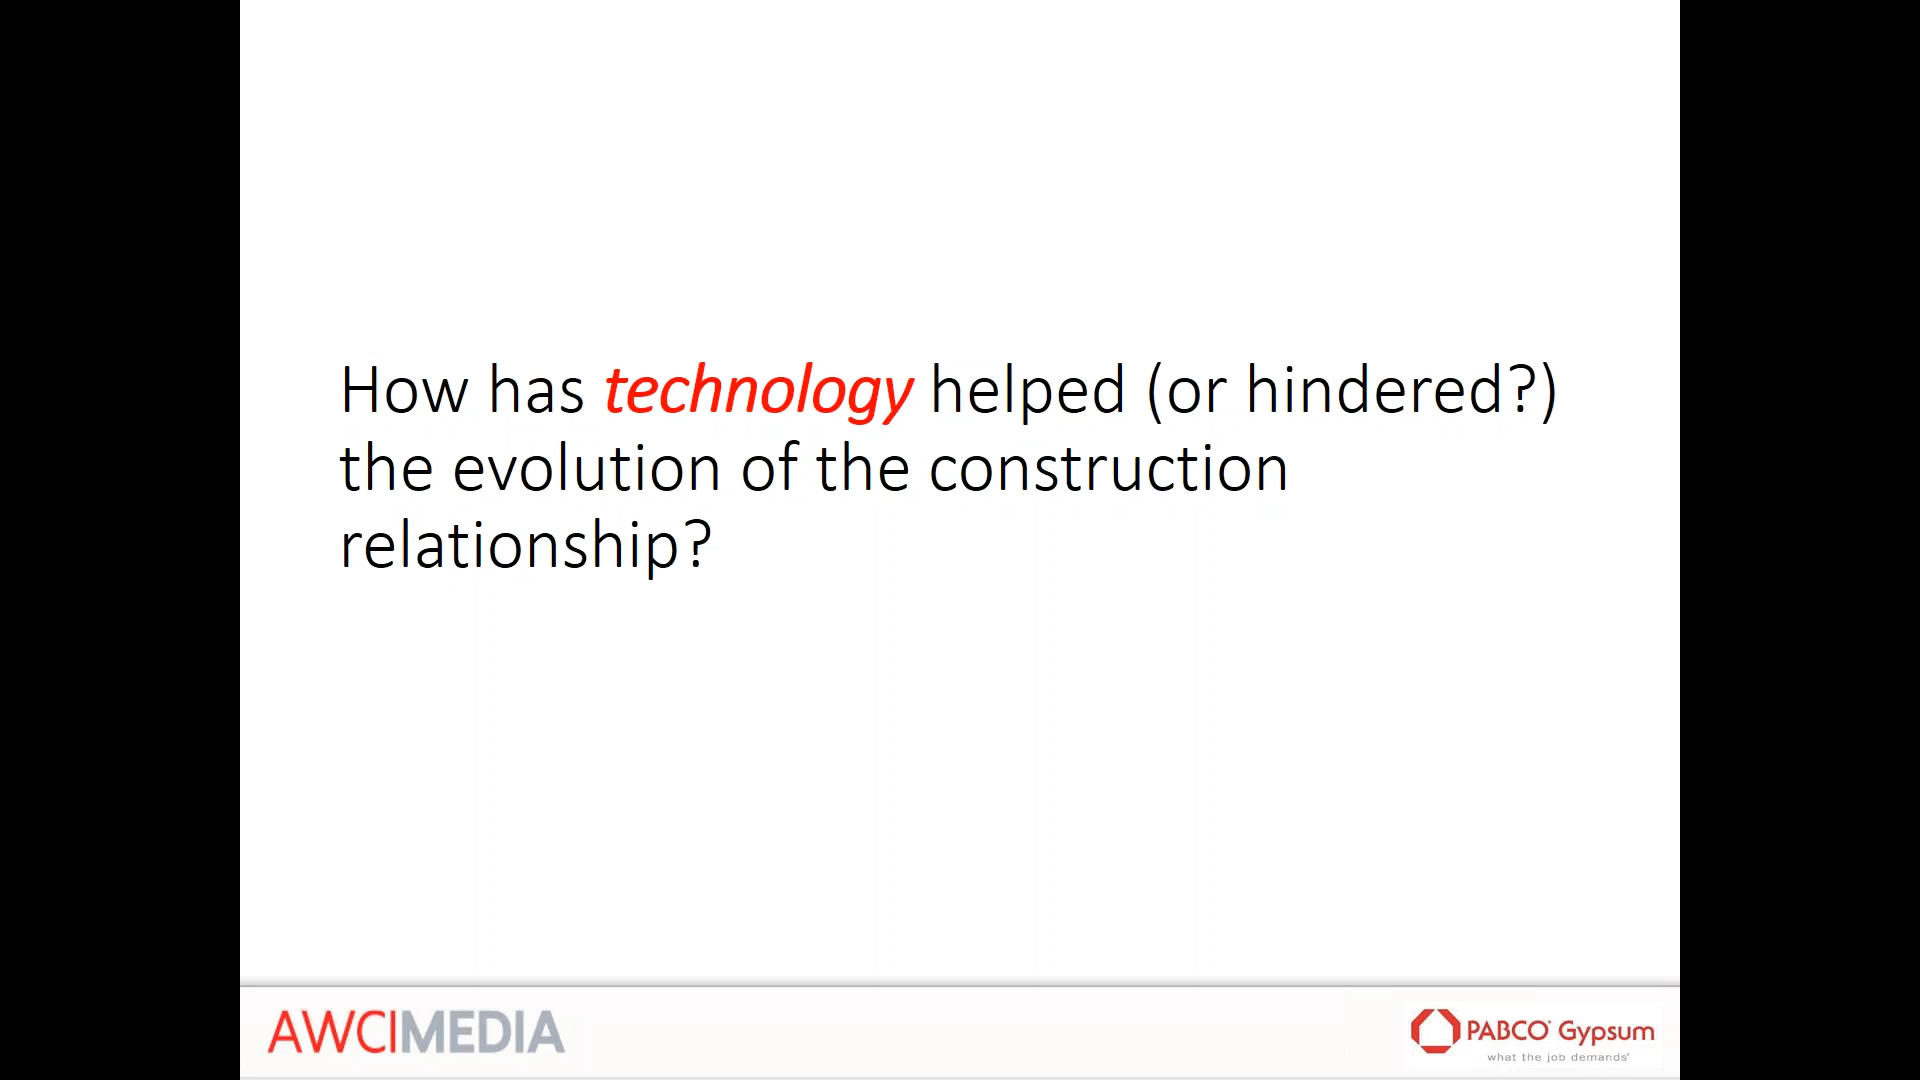 How has technology helped (or hindered?)
the evolution of the construction
relationship?
AWCIMEDIA
PABCO® Gypsum
what the job demands®